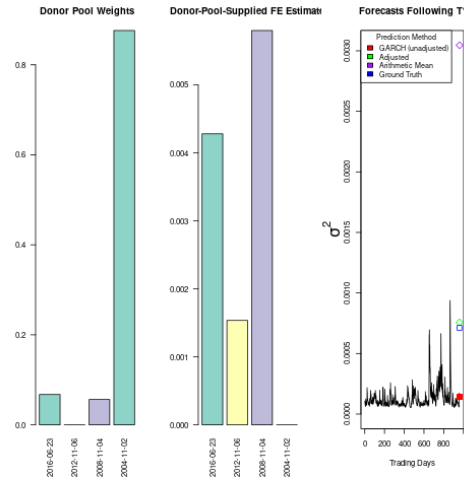 Donor Pool Weights
0.8
0.6
0.4
0.2
0.0
2016-06-23
2012-11-06
2008-11-04
2004-11-02
Donor-Pool-Supplied FE Estimat
0.005
0.004
0.003
0.002
0.001
0.000
2016-06-23
2012-11-06
2008-11-04
2004-11-02
Forecasts Following T
Prediction Method
GARCH (unadjusted)
Adjusted
Arithmetic Mean
Ground Truth
σ²
0.0030
0.0025
0.0020
0.0015
0.0010
0.0005
0.0000
0 200 400 600 800
Trading Days